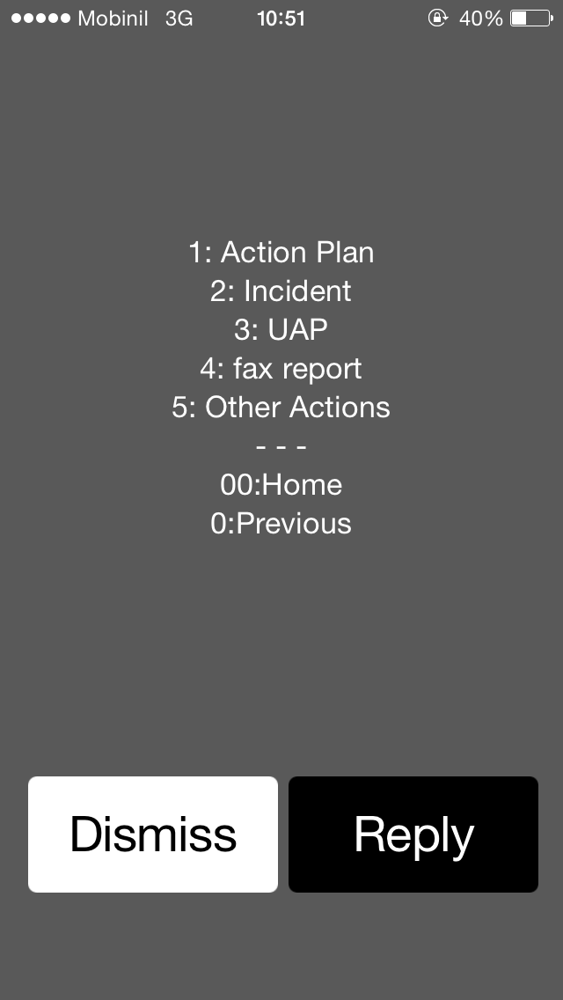 Mobinil 3G 10:51 40%
1: Action Plan
2: Incident
3: UAP
4: fax report
5: Other Actions
- - -
00:Home
0:Previous
Dismiss Reply